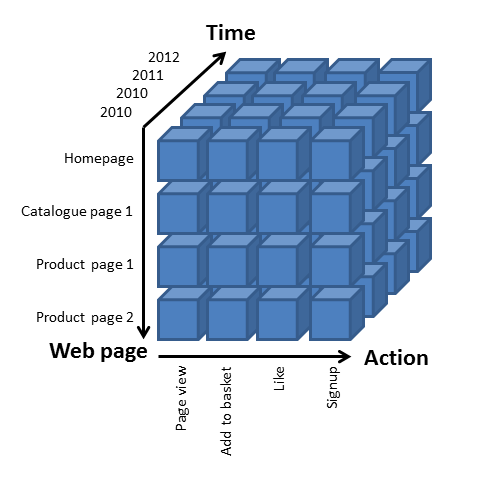 Time
2012
2011
2010
2010
Homepage
Catalogue page 1
Product page 1
Product page 2
Web page
Action
Page view
Add to basket
Like
Signup